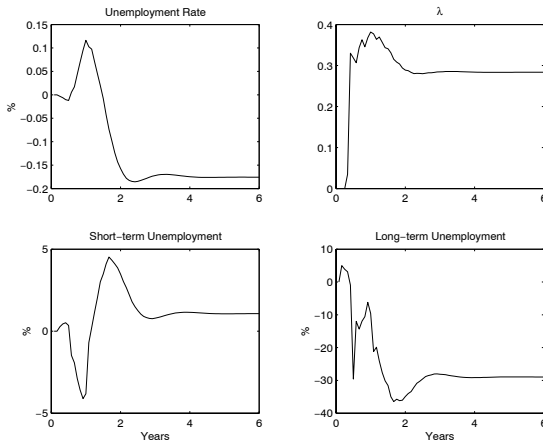 Unemployment Rate
0.15
0.1
0.05
0
−0.05
−0.1
−0.15
−0.2
%
0 2 4 6
λ
0.4
0.3
0.2
0.1
0
0 2 4 6
Short−term Unemployment
5
0
−5
%
0 2 4 6
Years
Long−term Unemployment
10
0
−10
−20
−30
−40
%
0 2 4 6
Years